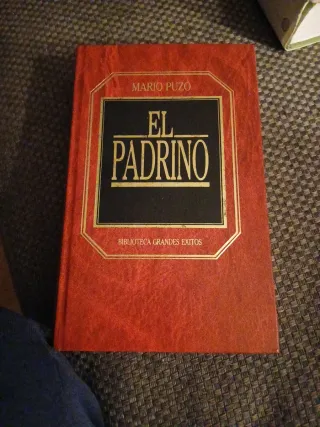 MARIO PUZO
EL
PADRINO
BIBLIOTECA GRANDES EXITOS